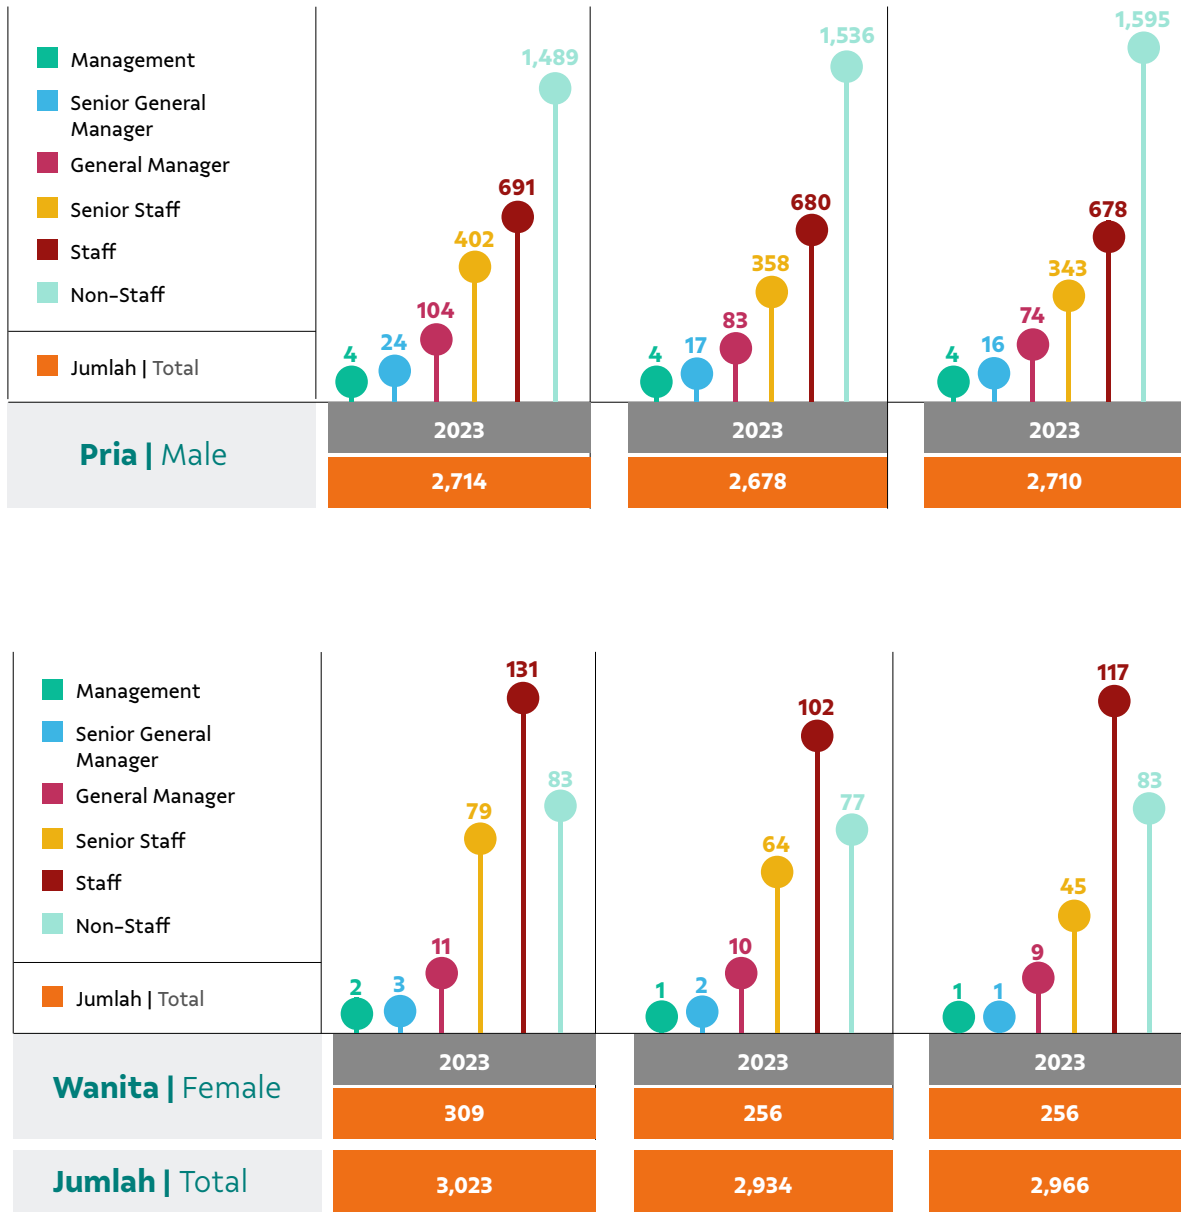 Management
Senior General
Manager
General Manager
Senior Staff
Staff
Non-Staff
Jumlah | Total
4
24
104
402
691
1,489
4
17
83
358
680
1,536
4
16
74
343
678
1,595
Pria | Male
2023
2023
2023
2,714
2,678
2,710
Management
Senior General
Manager
General Manager
Senior Staff
Staff
Non-Staff
Jumlah | Total
2
3
11
79
131
83
1
2
10
64
102
77
1
1
9
45
117
83
Wanita | Female
2023
2023
2023
309
256
256
Jumlah | Total
3,023
2,934
2,966